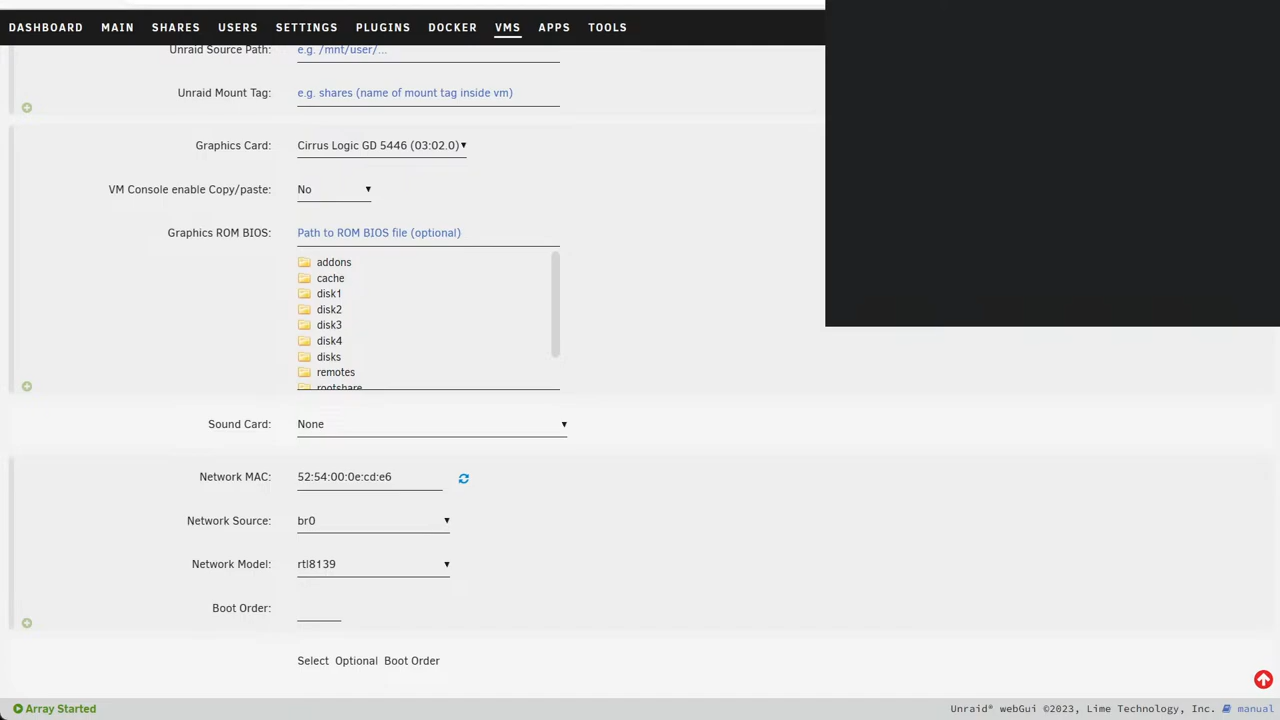 DASHBOARD MAIN SHARES USERS SETTINGS PLUGINS DOCKER VMS APPS TOOLS
Unraid Source Path: e.g. /mnt/user/...
Unraid Mount Tag: e.g. shares (name of mount tag inside vm)
Graphics Card: Cirrus Logic GD 5446 (03:02.0)
VM Console enable Copy/paste: No
Graphics ROM BIOS: Path to ROM BIOS file (optional)
addons
cache
disk1
disk2
disk3
disk4
disks
remotes
rootshare
Sound Card: None
Network MAC: 52:54:00:0e:cd:e6
Network Source: br0
Network Model: rtl8139
Boot Order:
Select Optional Boot Order
Array Started Unraid® webGui ©2023, Lime Technology, Inc. manual